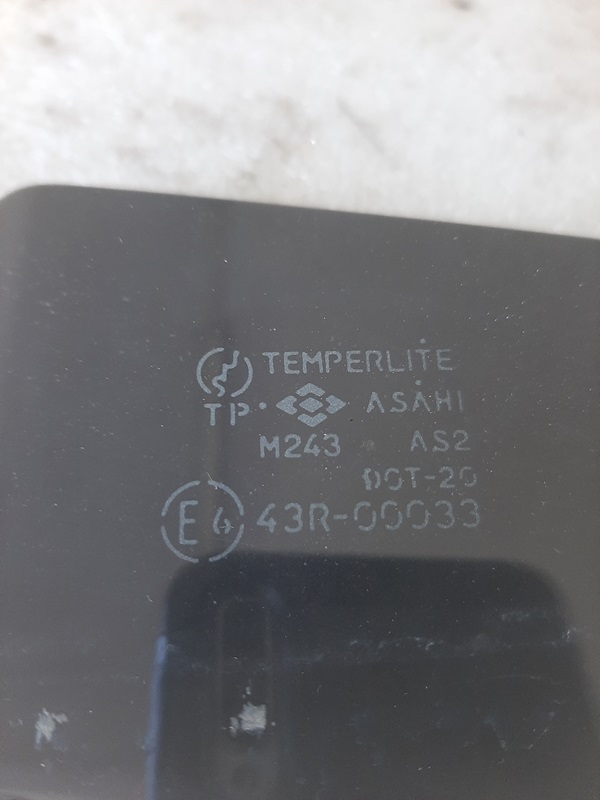 TEMPERLITE
TP· ASAHI
M243 AS2
DOT-20
E4 43R-00033